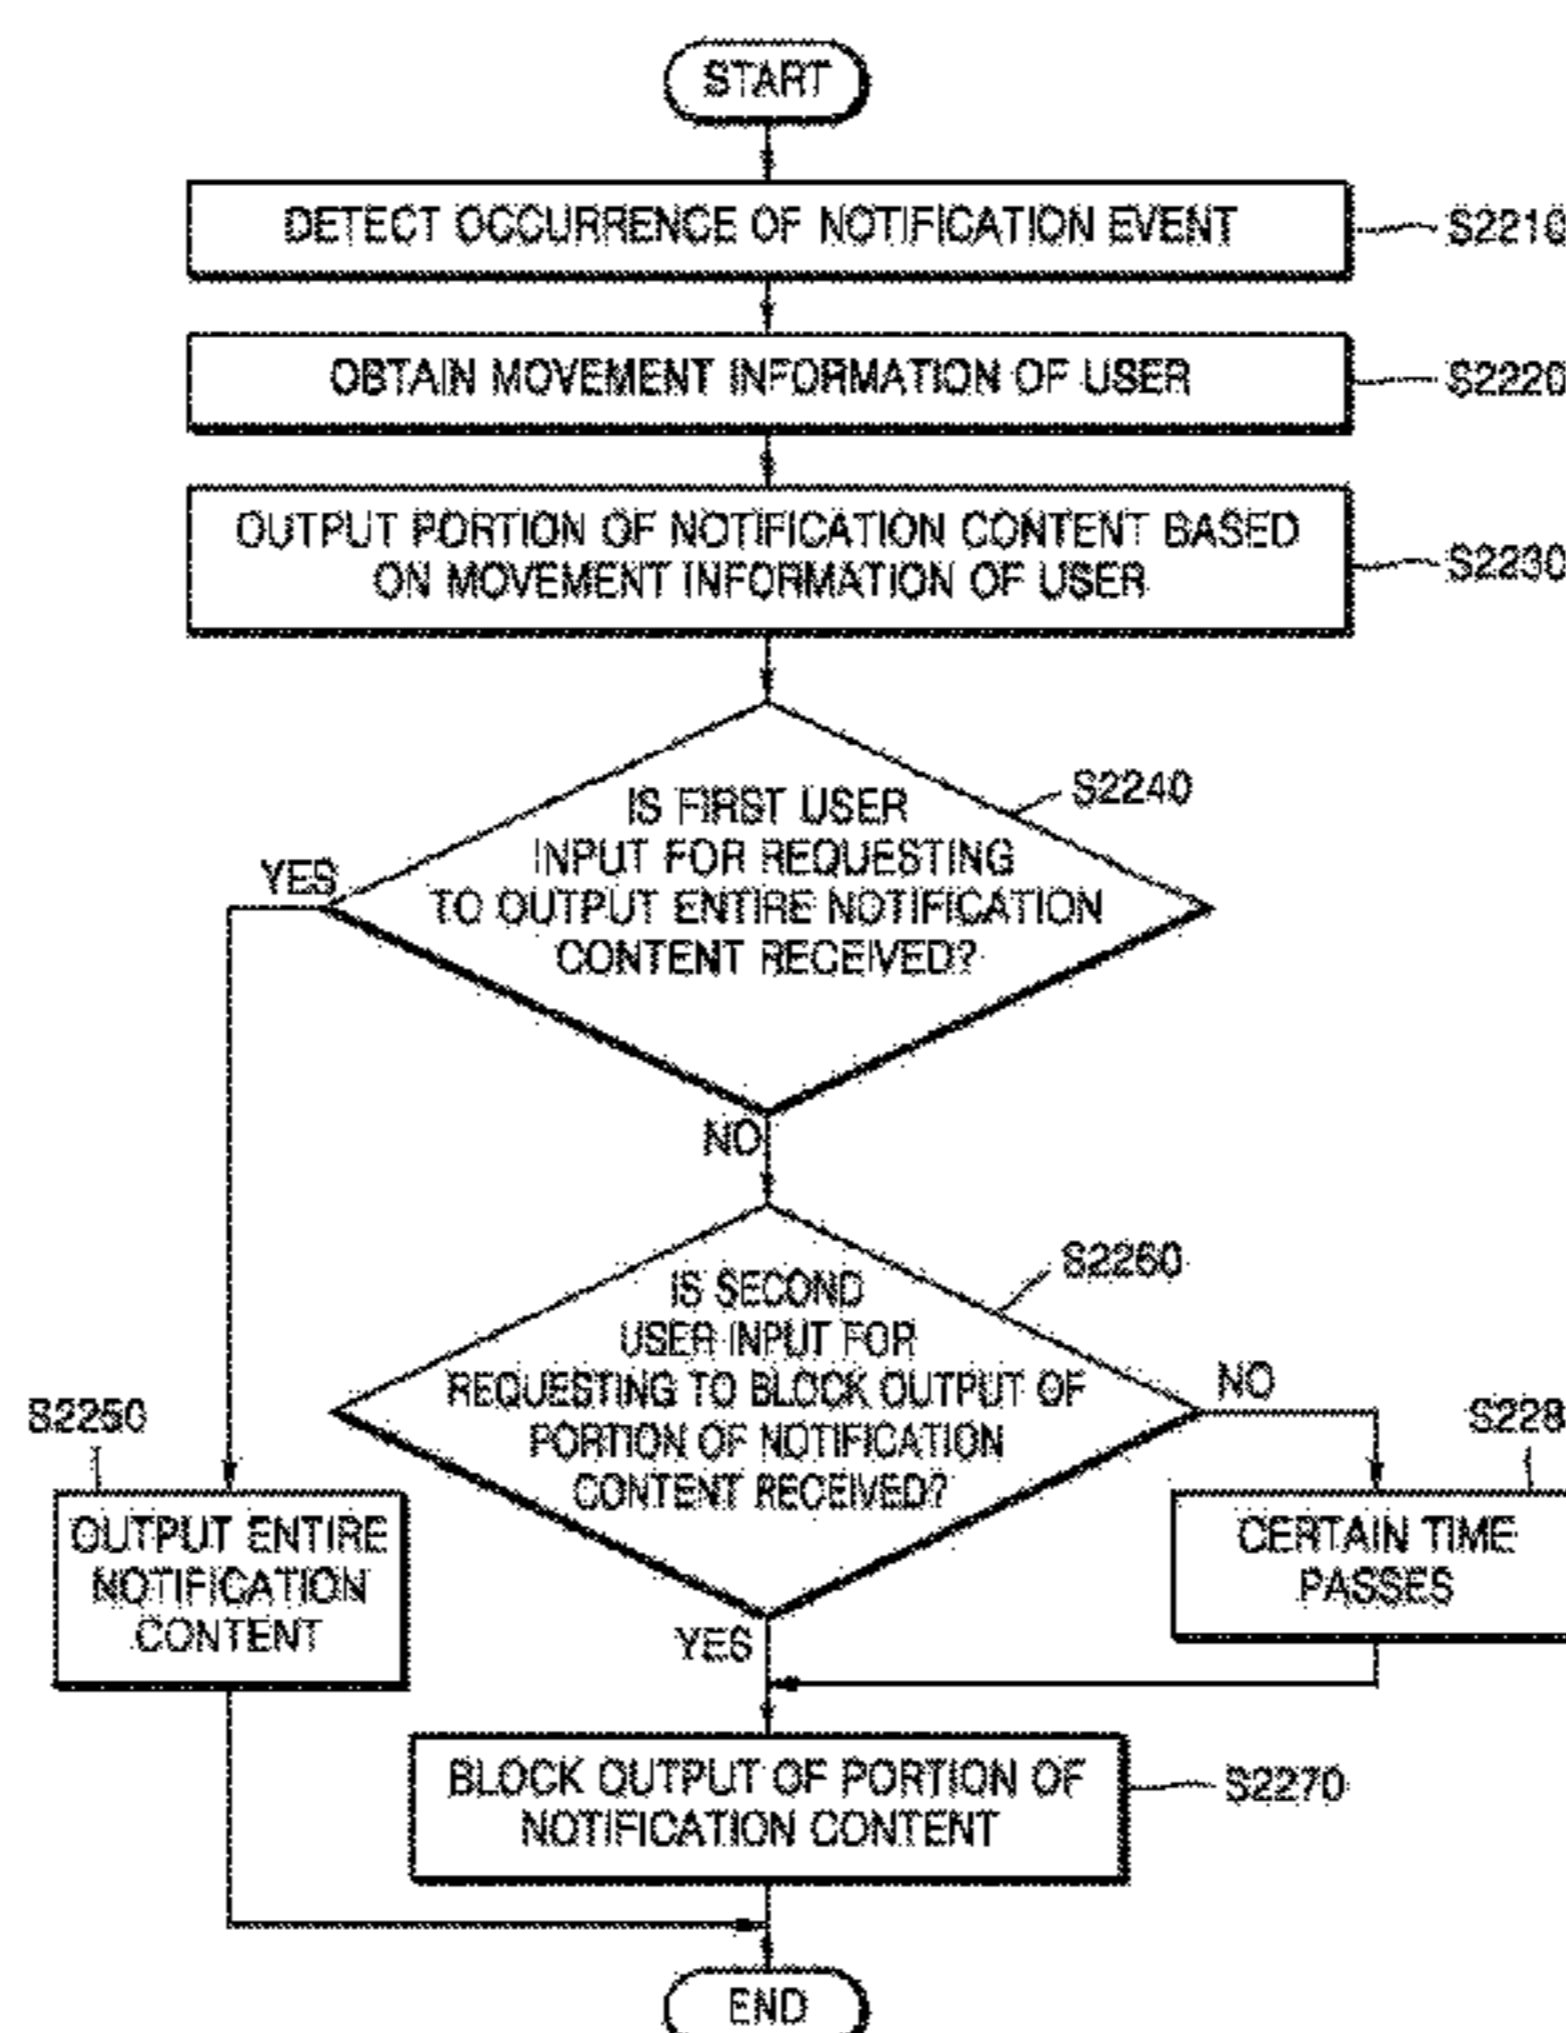 START
DETECT OCCURRENCE OF NOTIFICATION EVENT
S2210
OBTAIN MOVEMENT INFORMATION OF USER
S2220
OUTPUT PORTION OF NOTIFICATION CONTENT BASED
ON MOVEMENT INFORMATION OF USER
S2230
IS FIRST USER
INPUT FOR REQUESTING
TO OUTPUT ENTIRE NOTIFICATION
CONTENT RECEIVED?
S2240
YES
NO
IS SECOND
USER INPUT FOR
REQUESTING TO BLOCK OUTPUT OF
PORTION OF NOTIFICATION
CONTENT RECEIVED?
S2260
NO
S2250
OUTPUT ENTIRE
NOTIFICATION
CONTENT
S228
CERTAIN TIME
PASSES
YES
BLOCK OUTPUT OF PORTION OF
NOTIFICATION CONTENT
S2270
END